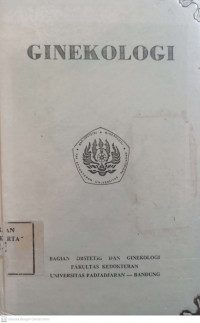 GINEKOLOGI
BAGIAN OBSTETRI DAN GINEKOLOGI
FAKULTAS KEDOKTERAN
UNIVERSITAS PADJADJARAN — BANDUNG